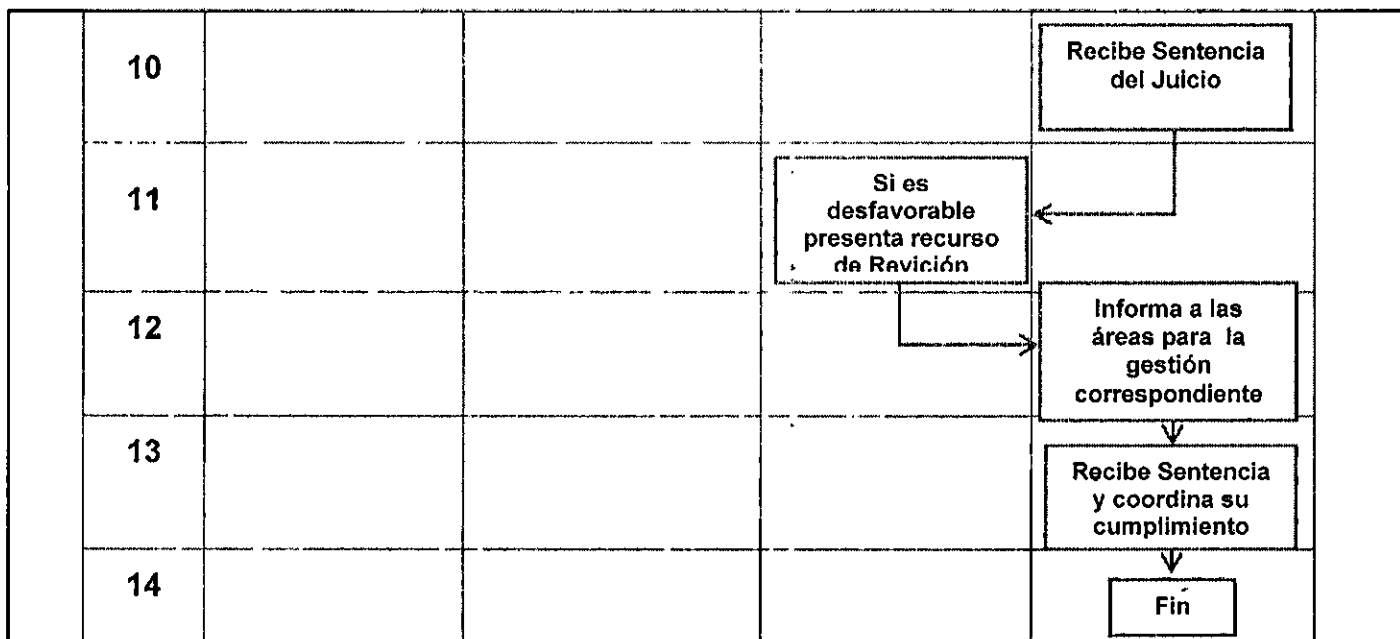 10
Recibe Sentencia
del Juicio
11
Si es
desfavorable
presenta recurso
de Revición
12
Informa a las
áreas para la
gestión
correspondiente
13
Recibe Sentencia
y coordina su
cumplimiento
14
Fin